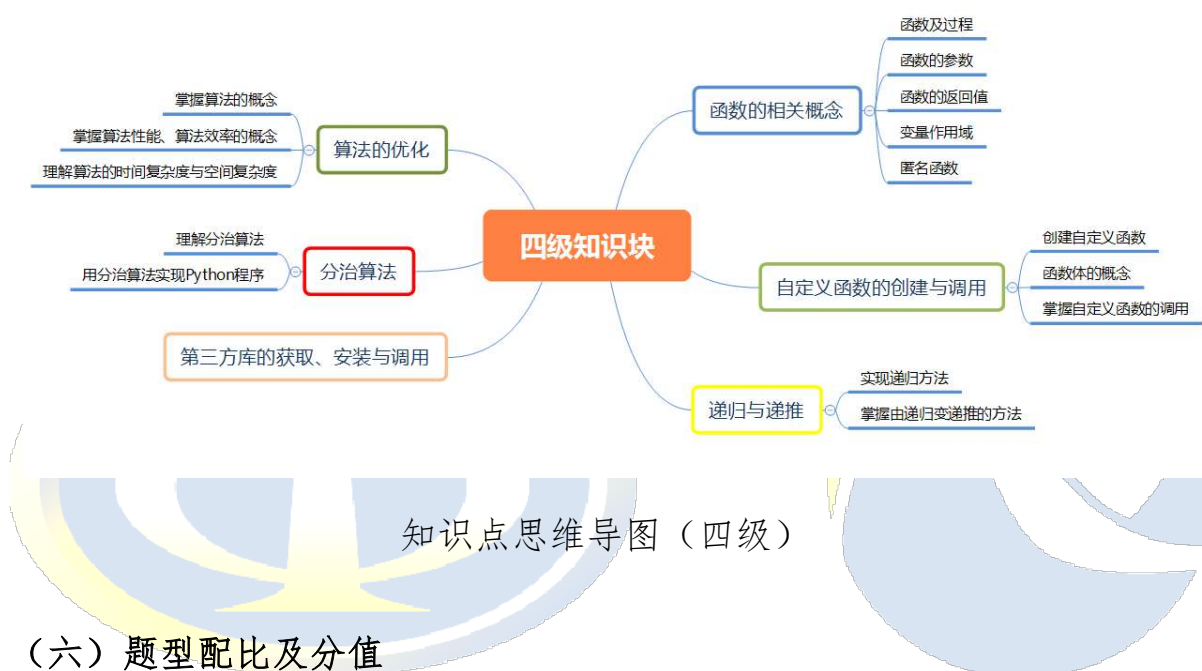 四级知识块
函数的相关概念
函数及过程
函数的参数
函数的返回值
变量作用域
匿名函数
自定义函数的创建与调用
创建自定义函数
函数体的概念
掌握自定义函数的调用
递归与递推
实现递归方法
掌握由递归变递推的方法
算法的优化
掌握算法的概念
掌握算法性能、算法效率的概念
理解算法的时间复杂度与空间复杂度
分治算法
理解分治算法
用分治算法实现Python程序
第三方库的获取、安装与调用
知识点思维导图（四级）
（六）题型配比及分值